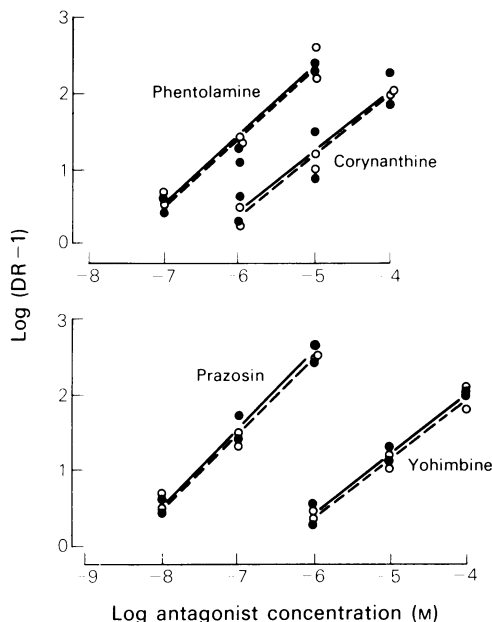 3
Phentolamine
2
Corynanthine
1
0
−8 −7 −6 −5 −4
Log (DR −1)
3
Prazosin
2
Yohimbine
1
0
−9 −8 −7 −6 −5 −4
Log antagonist concentration (M)